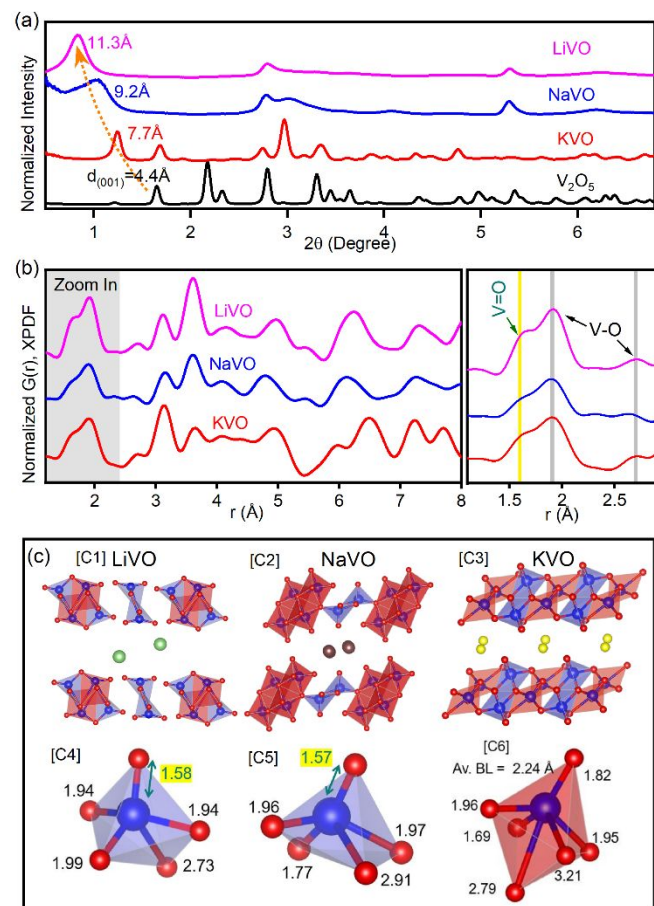 (a)
11.3Å
LiVO
9.2Å
NaVO
7.7Å
KVO
d(001)=4.4Å
V2O5
Normalized Intensity
1 2 3 4 5 6
2θ (Degree)
(b)
Zoom In
LiVO
NaVO
KVO
V=O
V-O
Normalized G(r), XPDF
2 3 4 5 6 7 8
r (Å)
1.5 2 2.5
r (Å)
(c)
[C1] LiVO
[C2] NaVO
[C3] KVO
[C4]
1.58
1.94
1.94
1.99
2.73
[C5]
1.57
1.96
1.97
1.77
2.91
[C6]
Av. BL = 2.24 Å
1.82
1.96
1.69
1.95
3.21
2.79